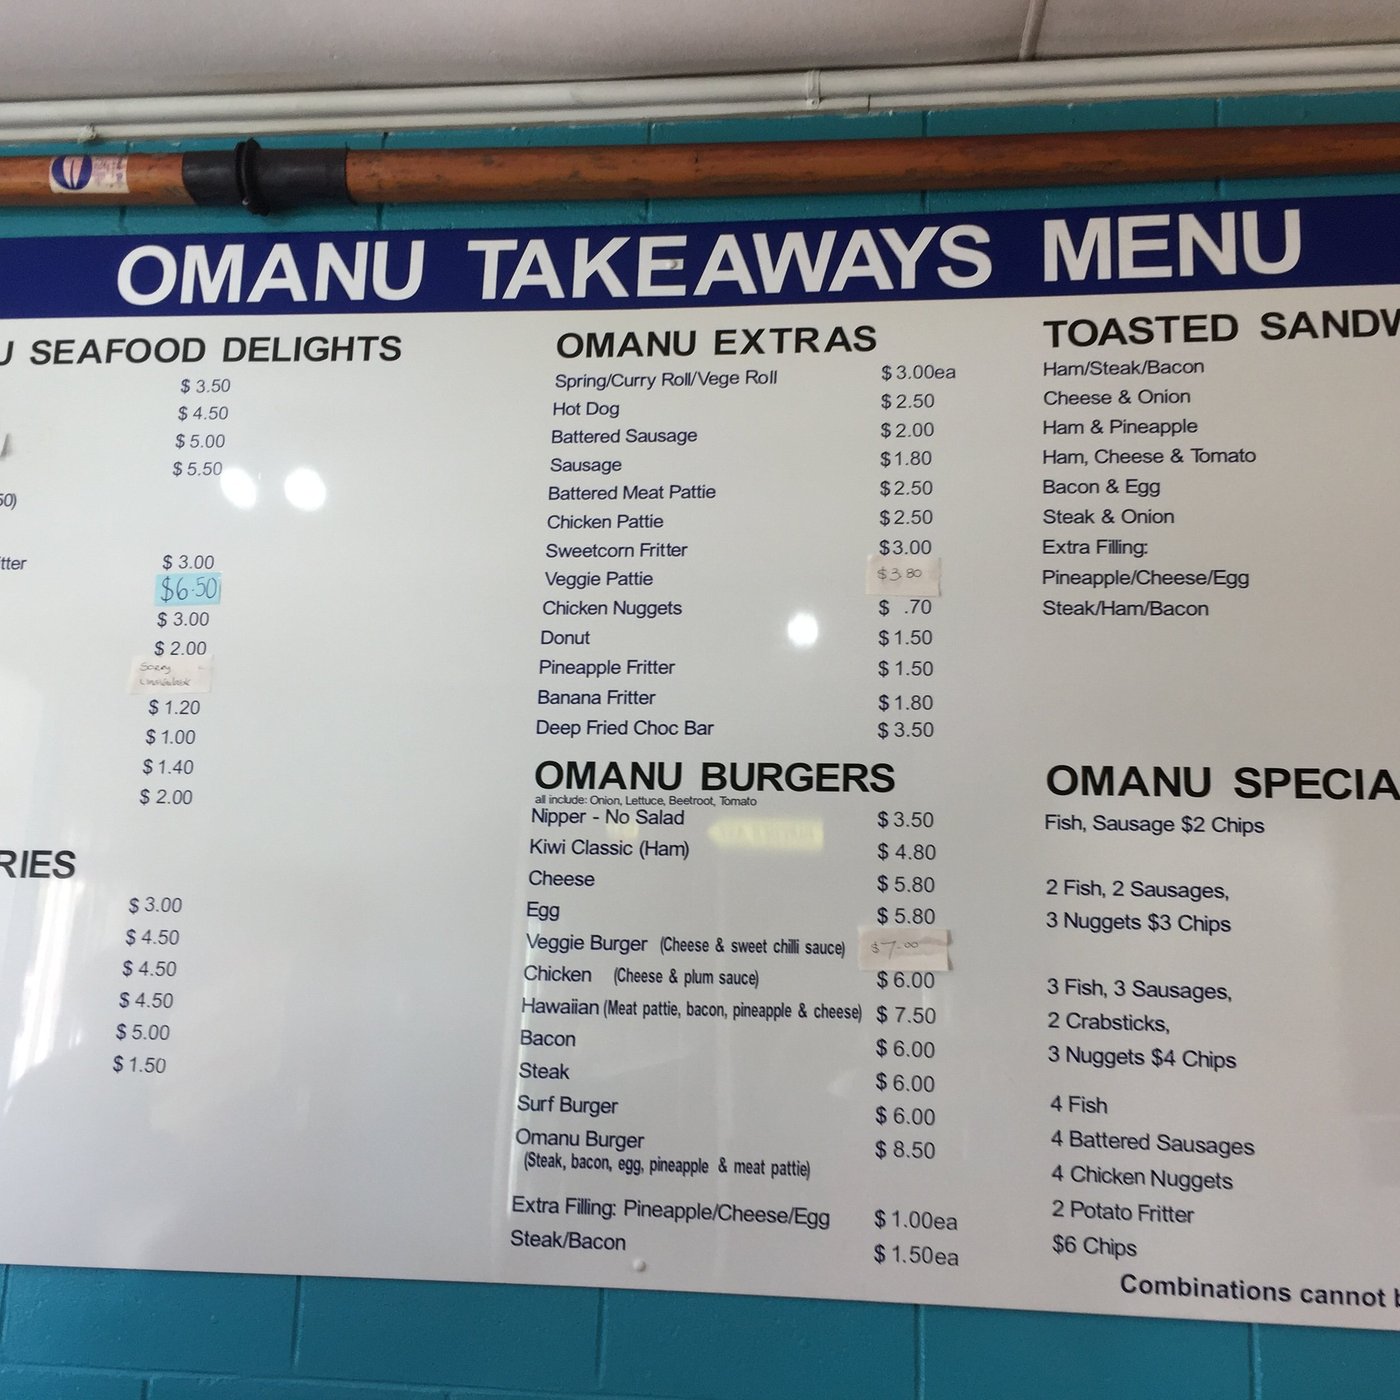 OMANU TAKEAWAYS MENU
U SEAFOOD DELIGHTS
$ 3.50
$ 4.50
$ 5.00
$ 5.50
50)
tter $ 3.00
$6.50
$ 3.00
$ 2.00
Sorry
$ 1.20
$ 1.00
$ 1.40
$ 2.00
RIES
$ 3.00
$ 4.50
$ 4.50
$ 4.50
$ 5.00
$ 1.50
OMANU EXTRAS
Spring/Curry Roll/Vege Roll $ 3.00ea
Hot Dog $ 2.50
Battered Sausage $ 2.00
Sausage $ 1.80
Battered Meat Pattie $ 2.50
Chicken Pattie $ 2.50
Sweetcorn Fritter $3.00
Veggie Pattie $3.80
Chicken Nuggets $ .70
Donut $ 1.50
Pineapple Fritter $ 1.50
Banana Fritter $ 1.80
Deep Fried Choc Bar $ 3.50
OMANU BURGERS
all include: Onion, Lettuce, Beetroot, Tomato
Nipper - No Salad $ 3.50
Kiwi Classic (Ham) $ 4.80
Cheese $ 5.80
Egg $ 5.80
Veggie Burger (Cheese & sweet chilli sauce) $7.00
Chicken (Cheese & plum sauce) $ 6.00
Hawaiian (Meat pattie, bacon, pineapple & cheese) $ 7.50
Bacon $ 6.00
Steak $ 6.00
Surf Burger $ 6.00
Omanu Burger $ 8.50
(Steak, bacon, egg, pineapple & meat pattie)
Extra Filling: Pineapple/Cheese/Egg $ 1.00ea
Steak/Bacon $ 1.50ea
TOASTED SANDW
Ham/Steak/Bacon
Cheese & Onion
Ham & Pineapple
Ham, Cheese & Tomato
Bacon & Egg
Steak & Onion
Extra Filling:
Pineapple/Cheese/Egg
Steak/Ham/Bacon
OMANU SPECIA
Fish, Sausage $2 Chips
2 Fish, 2 Sausages,
3 Nuggets $3 Chips
3 Fish, 3 Sausages,
2 Crabsticks,
3 Nuggets $4 Chips
4 Fish
4 Battered Sausages
4 Chicken Nuggets
2 Potato Fritter
$6 Chips
Combinations cannot b